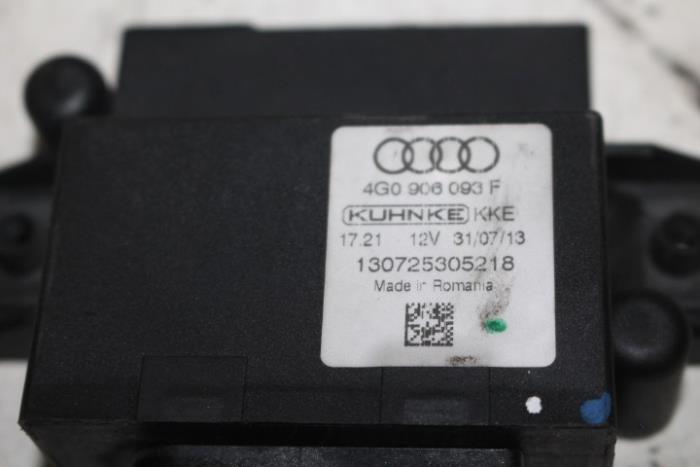 4G0 906 093 F
KUHNKE KKE
17.21 12V 31/07/13
130725305218
Made in Romania